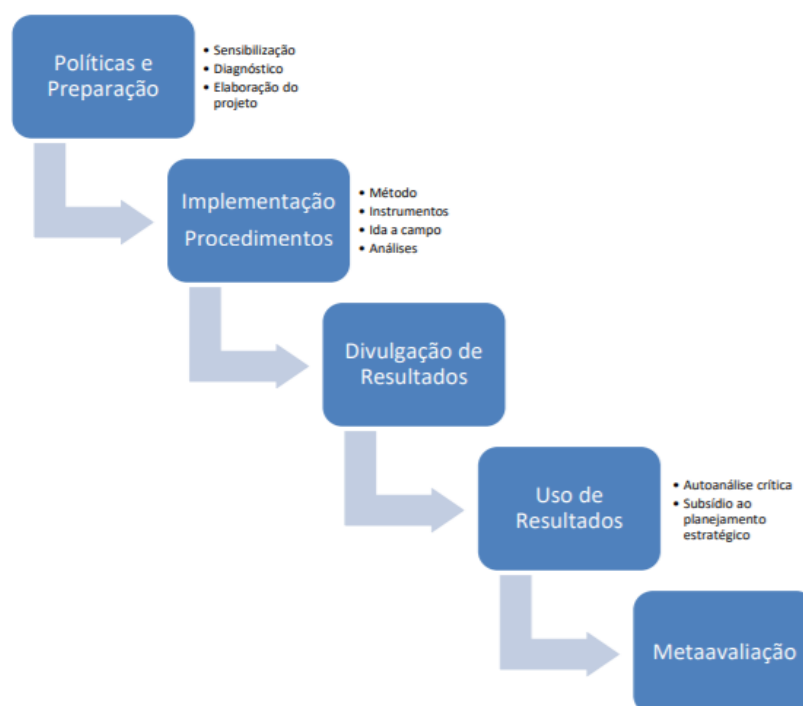 Políticas e
Preparação
• Sensibilização
• Diagnóstico
• Elaboração do
projeto
Implementação
Procedimentos
• Método
• Instrumentos
• Ida a campo
• Análises
Divulgação de
Resultados
Uso de
Resultados
• Autoanálise crítica
• Subsídio ao
planejamento
estratégico
Metaavaliação